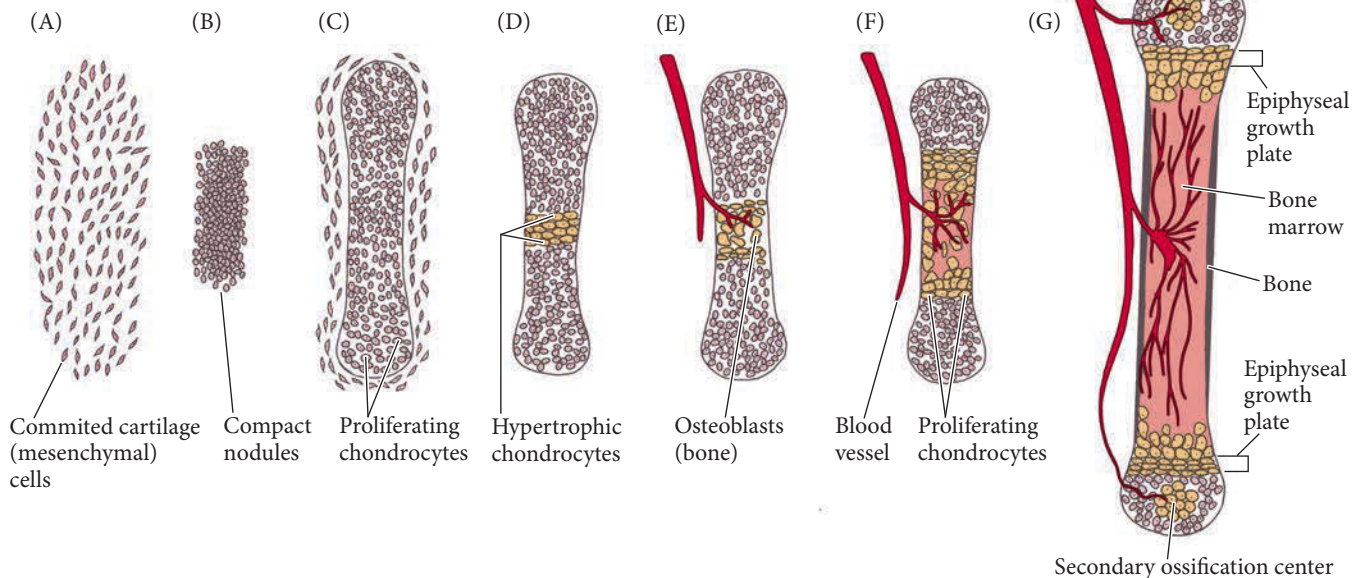 (A)
(B)
(C)
(D)
(E)
(F)
(G)
Epiphyseal
growth
plate
Bone
marrow
Bone
Epiphyseal
growth
plate
Commited cartilage
(mesenchymal)
cells
Compact
nodules
Proliferating
chondrocytes
Hypertrophic
chondrocytes
Osteoblasts
(bone)
Blood
vessel
Proliferating
chondrocytes
Secondary ossification center